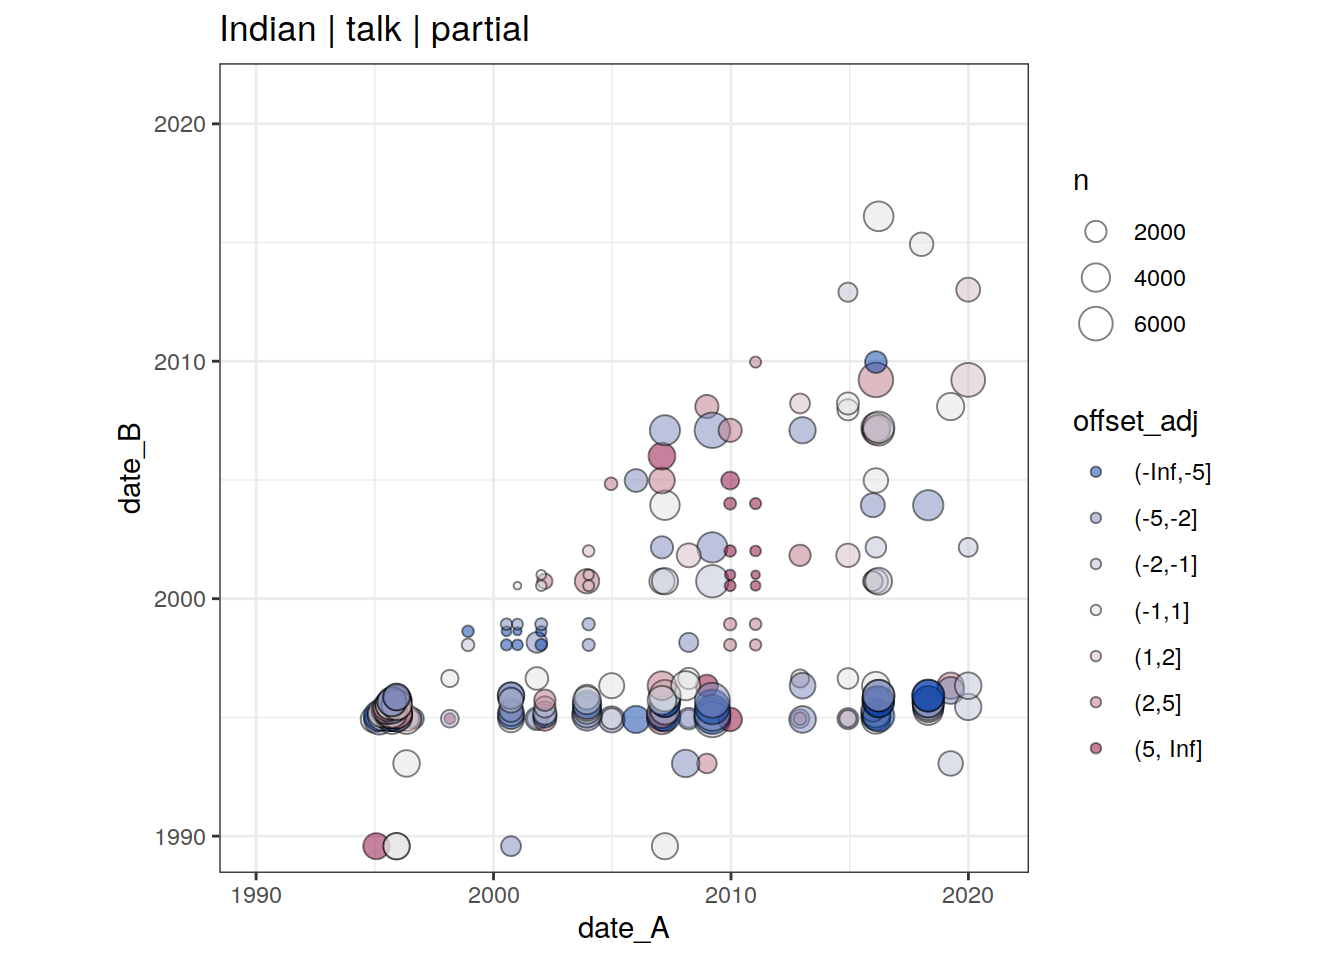 Indian | talk | partial
2020
2010
2000
1990
date_B
1990
2000
2010
2020
date_A
n
2000
4000
6000
offset_adj
(-Inf,-5]
(-5,-2]
(-2,-1]
(-1,1]
(1,2]
(2,5]
(5, Inf]